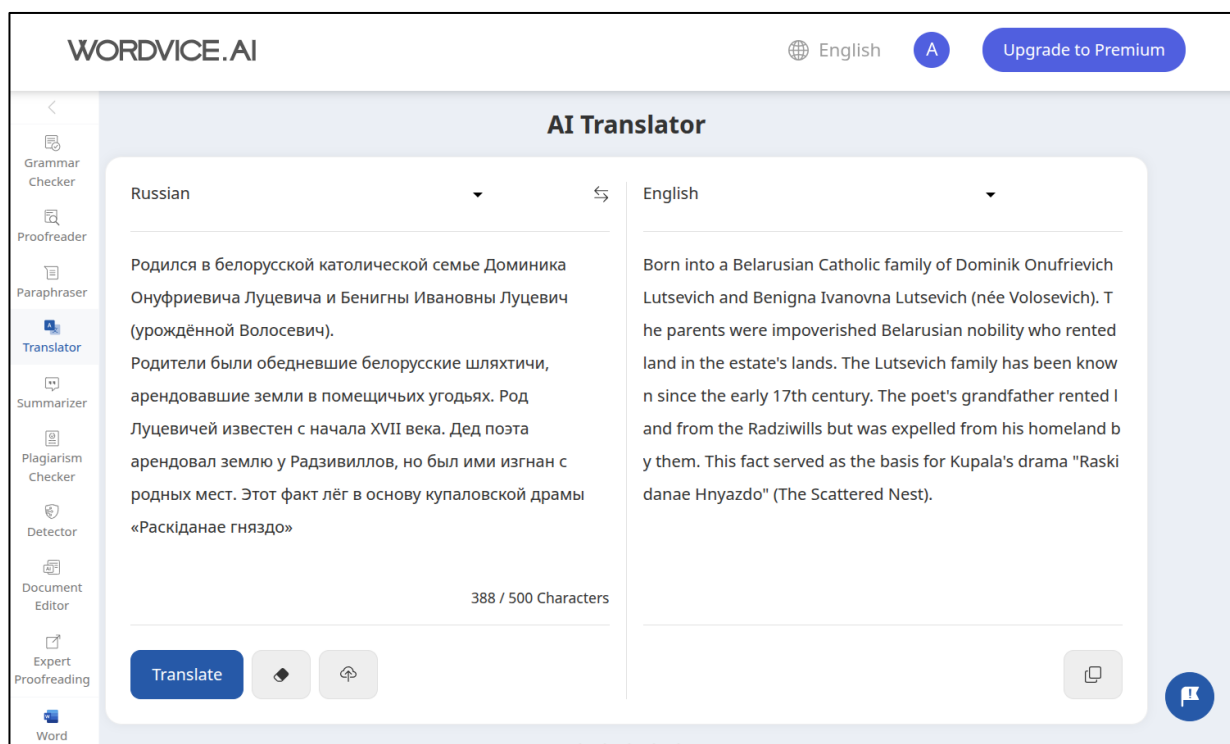 WORDVICE.AI
English
A
Upgrade to Premium
Grammar
Checker
Proofreader
Paraphraser
Translator
Summarizer
Plagiarism
Checker
Detector
Document
Editor
Expert
Proofreading
Word
AI Translator
Russian
Родился в белорусской католической семье Доминика
Онуфриевича Луцевича и Бенигны Ивановны Луцевич
(урождённой Волосевич).
Родители были обедневшие белорусские шляхтичи,
арендовавшие земли в помещичьих угодьях. Род
Луцевичей известен с начала XVII века. Дед поэта
арендовал землю у Радзивиллов, но был ими изгнан с
родных мест. Этот факт лёг в основу купаловской драмы
«Раскіданае гняздо»
388 / 500 Characters
Translate
English
Born into a Belarusian Catholic family of Dominik Onufrievich
Lutsevich and Benigna Ivanovna Lutsevich (née Volosevich). T
he parents were impoverished Belarusian nobility who rented
land in the estate's lands. The Lutsevich family has been know
n since the early 17th century. The poet's grandfather rented l
and from the Radziwills but was expelled from his homeland b
y them. This fact served as the basis for Kupala's drama "Raski
danae Hnyazdo" (The Scattered Nest).